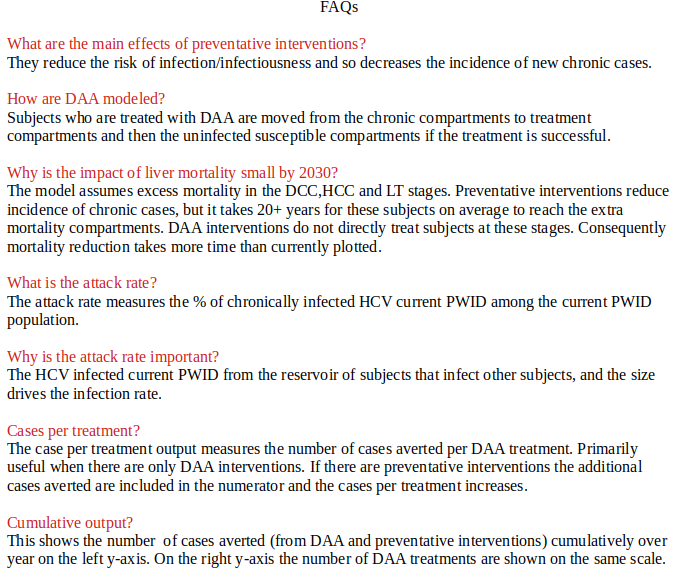 FAQs
What are the main effects of preventative interventions?
They reduce the risk of infection/infectiousness and so decreases the incidence of new chronic cases.
How are DAA modeled?
Subjects who are treated with DAA are moved from the chronic compartments to treatment
compartments and then the uninfected susceptible compartments if the treatment is successful.
Why is the impact of liver mortality small by 2030?
The model assumes excess mortality in the DCC,HCC and LT stages. Preventative interventions reduce
incidence of chronic cases, but it takes 20+ years for these subjects on average to reach the extra
mortality compartments. DAA interventions do not directly treat subjects at these stages. Consequently
mortality reduction takes more time than currently plotted.
What is the attack rate?
The attack rate measures the % of chronically infected HCV current PWID among the current PWID
population.
Why is the attack rate important?
The HCV infected current PWID from the reservoir of subjects that infect other subjects, and the size
drives the infection rate.
Cases per treatment?
The case per treatment output measures the number of cases averted per DAA treatment. Primarily
useful when there are only DAA interventions. If there are preventative interventions the additional
cases averted are included in the numerator and the cases per treatment increases.
Cumulative output?
This shows the number of cases averted (from DAA and preventative interventions) cumulatively over
year on the left y-axis. On the right y-axis the number of DAA treatments are shown on the same scale.